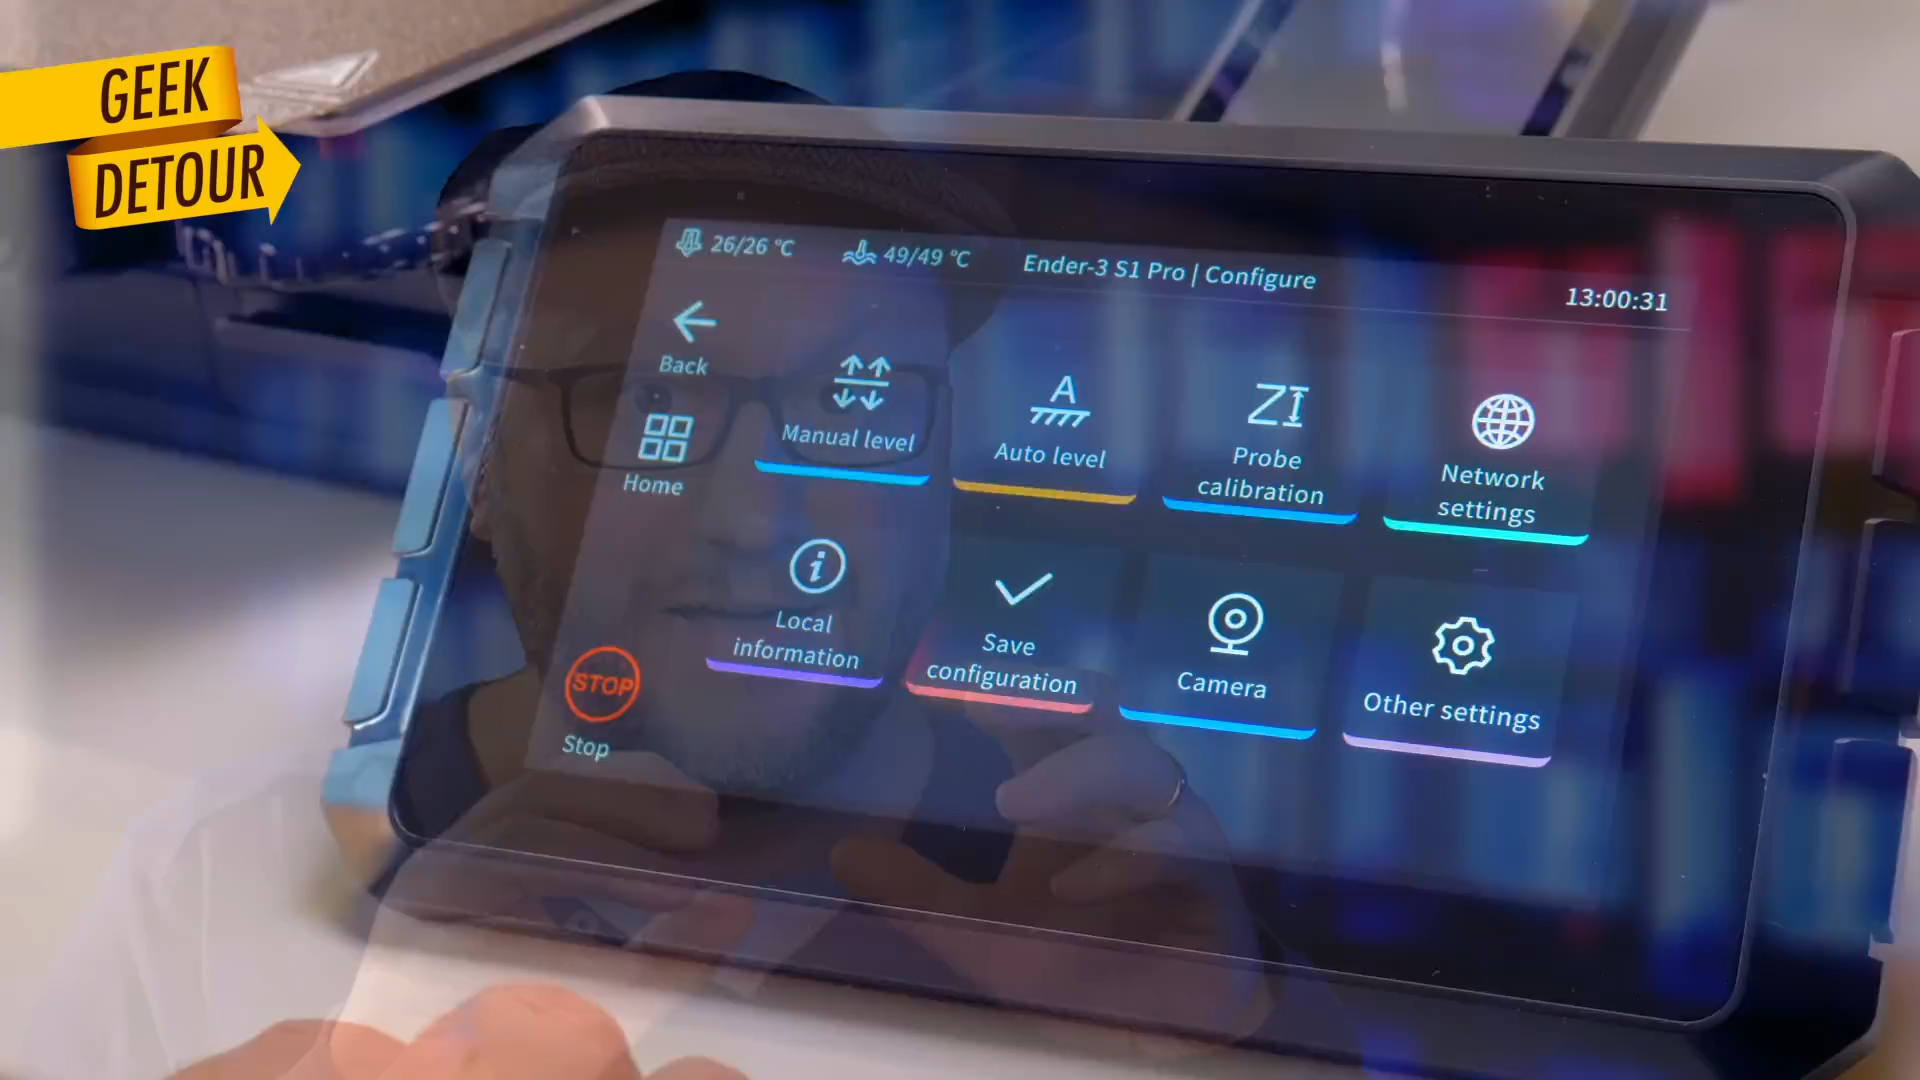 GEEK
DETOUR
26/26 °C
49/49 °C
Ender-3 S1 Pro | Configure
13:00:31
Back
Home
Manual level
A
Auto level
Z
Probe
calibration
Network
settings
i
Local
information
Save
configuration
Camera
Other settings
STOP
Stop